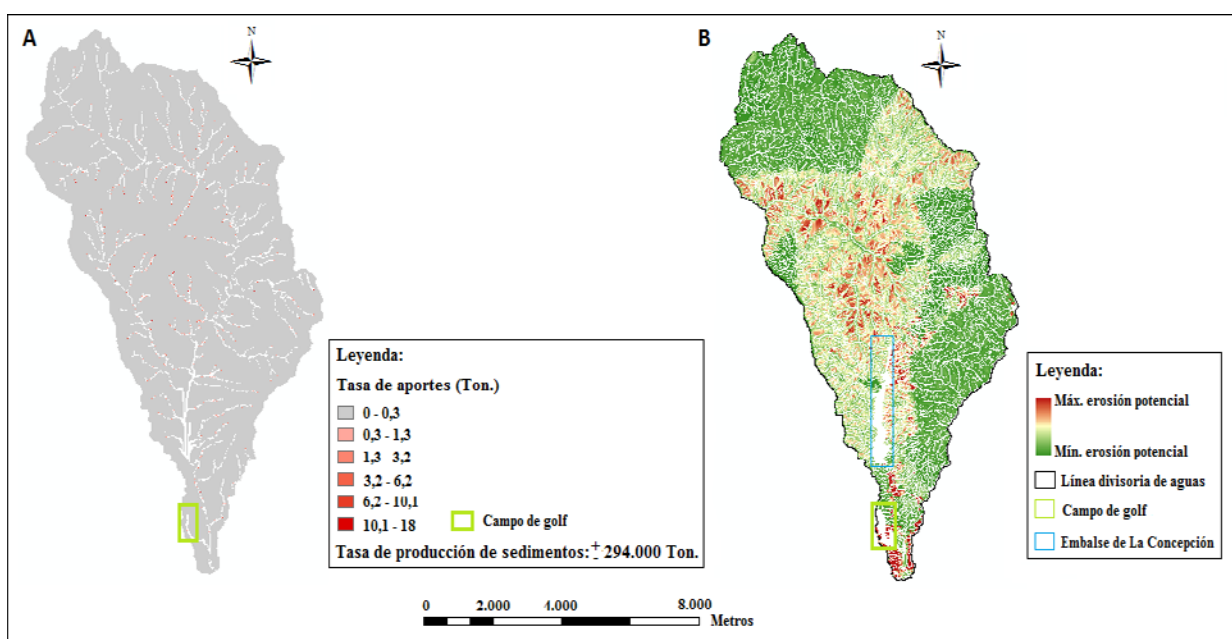 A
N
Leyenda:
Tasa de aportes (Ton.)
0 - 0,3
0,3 - 1,3
1,3 - 3,2
3,2 - 6,2
6,2 - 10,1
10,1 - 18
Campo de golf
Tasa de producción de sedimentos: ± 294.000 Ton.
B
N
Leyenda:
Máx. erosión potencial
Mín. erosión potencial
Línea divisoria de aguas
Campo de golf
Embalse de La Concepción
0 2.000 4.000 8.000
Metros